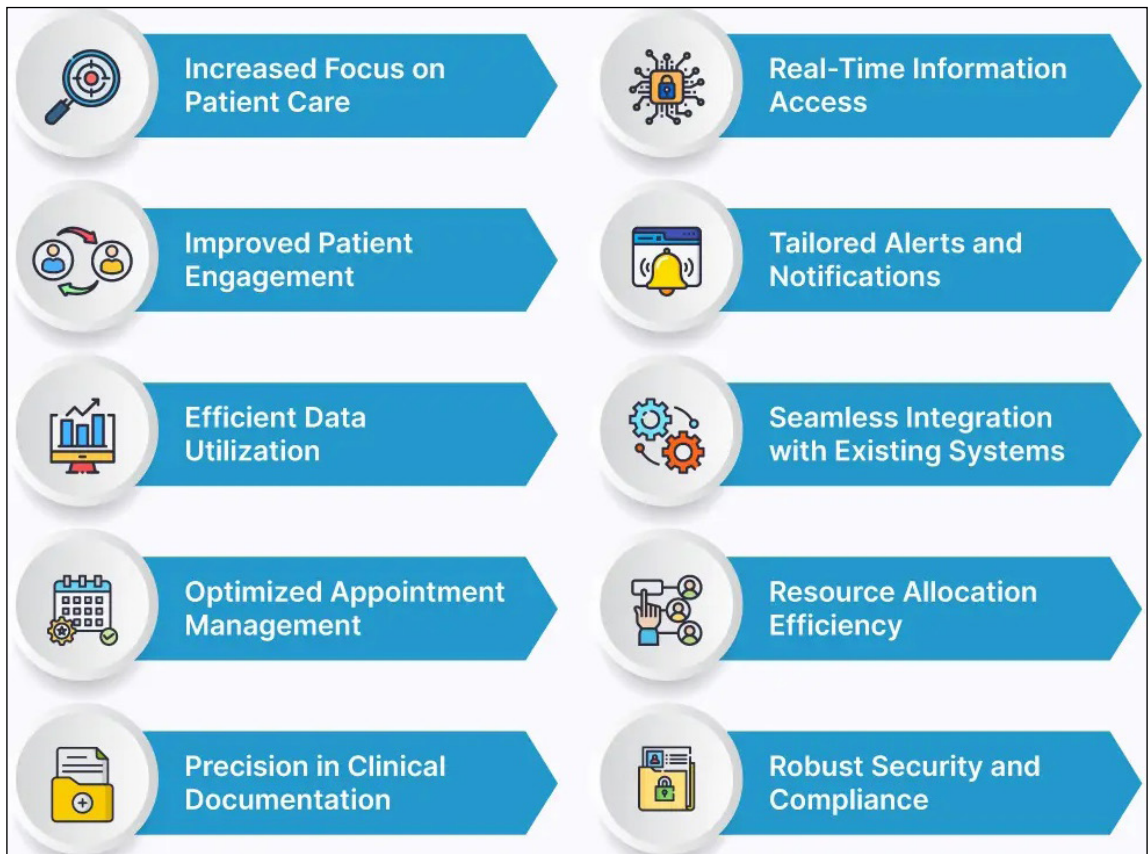 Increased Focus on
Patient Care
Real-Time Information
Access
Improved Patient
Engagement
Tailored Alerts and
Notifications
Efficient Data
Utilization
Seamless Integration
with Existing Systems
Optimized Appointment
Management
Resource Allocation
Efficiency
Precision in Clinical
Documentation
Robust Security and
Compliance